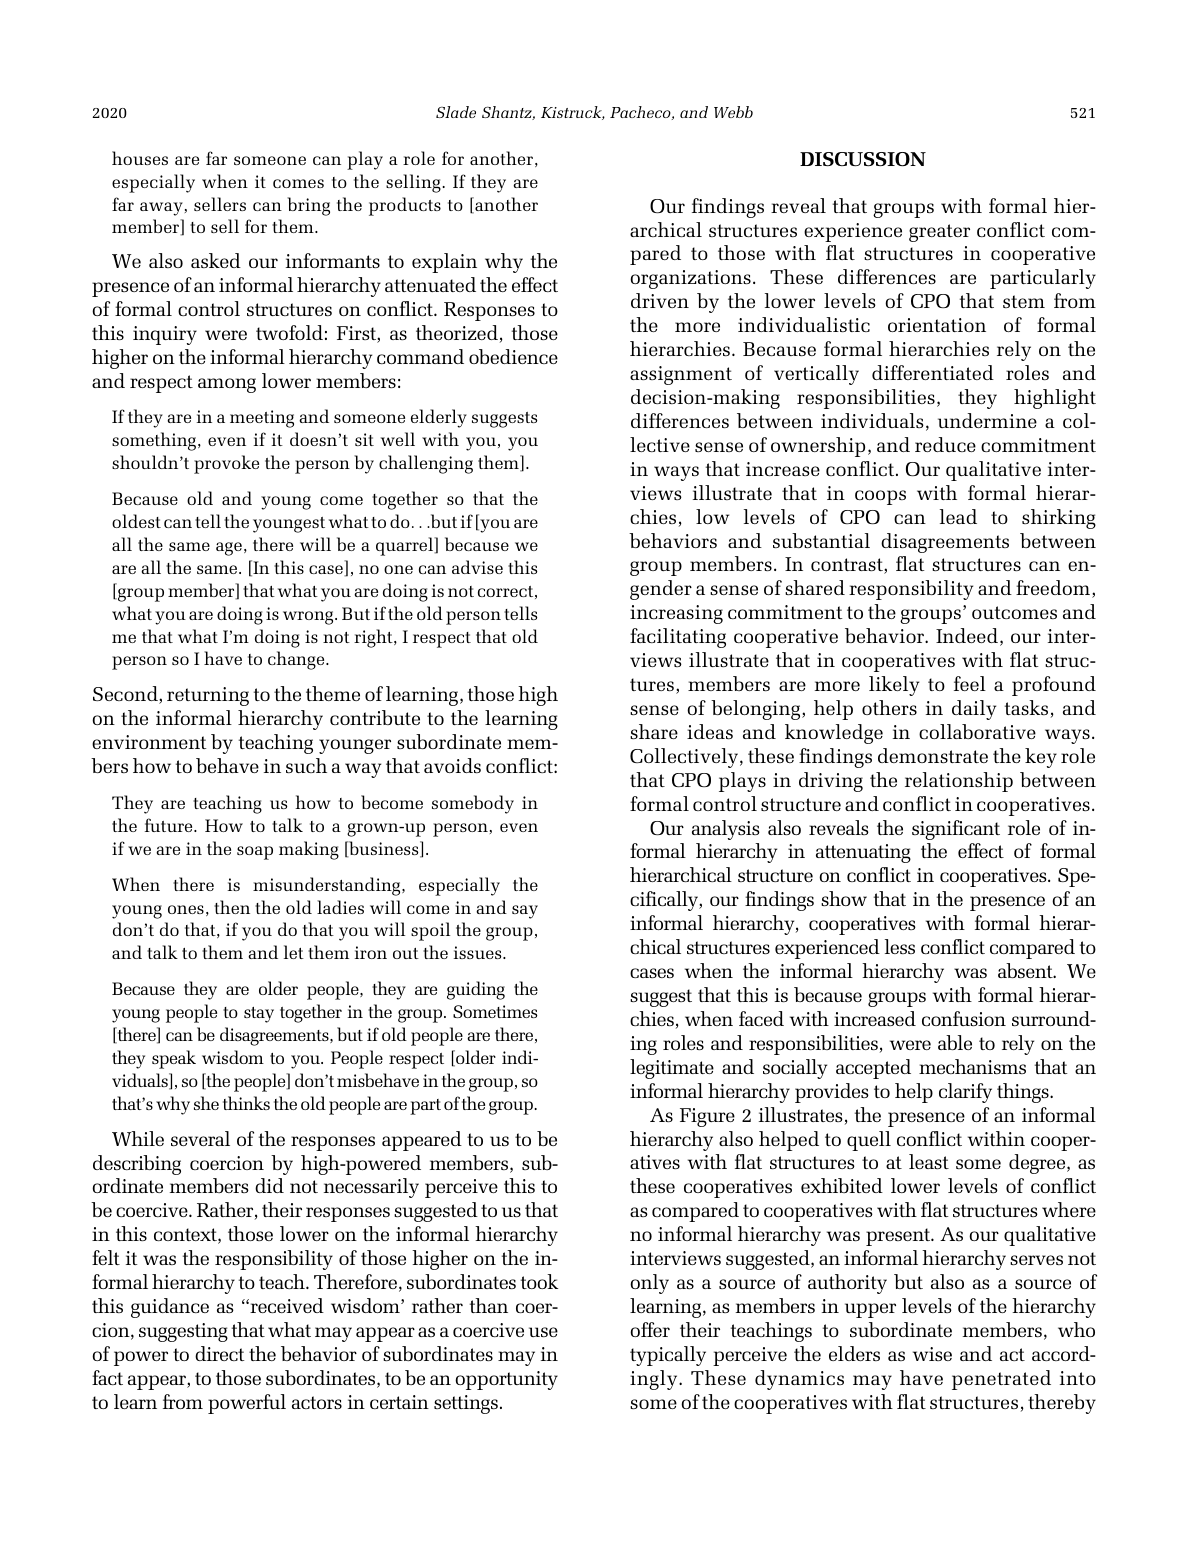 2020
Slade Shantz, Kistruck, Pacheco, and Webb
521
houses are far someone can play a role for another,
especially when it comes to the selling. If they are
far away, sellers can bring the products to [another
member] to sell for them.
We also asked our informants to explain why the
presence of an informal hierarchy attenuated the effect
of formal control structures on conflict. Responses to
this inquiry were twofold: First, as theorized, those
higher on the informal hierarchy command obedience
and respect among lower members:
If they are in a meeting and someone elderly suggests
something, even if it doesn’t sit well with you, you
shouldn’t provoke the person by challenging them].
Because old and young come together so that the
oldest can tell the youngest what to do. . .but if [you are
all the same age, there will be a quarrel] because we
are all the same. [In this case], no one can advise this
[group member] that what you are doing is not correct,
what you are doing is wrong. But if the old person tells
me that what I’m doing is not right, I respect that old
person so I have to change.
Second, returning to the theme of learning, those high
on the informal hierarchy contribute to the learning
environment by teaching younger subordinate mem-
bers how to behave in such a way that avoids conflict:
They are teaching us how to become somebody in
the future. How to talk to a grown-up person, even
if we are in the soap making [business].
When there is misunderstanding, especially the
young ones, then the old ladies will come in and say
don’t do that, if you do that you will spoil the group,
and talk to them and let them iron out the issues.
Because they are older people, they are guiding the
young people to stay together in the group. Sometimes
[there] can be disagreements, but if old people are there,
they speak wisdom to you. People respect [older indi-
viduals], so [the people] don’t misbehave in the group, so
that’s why she thinks the old people are part of the group.
While several of the responses appeared to us to be
describing coercion by high-powered members, sub-
ordinate members did not necessarily perceive this to
be coercive. Rather, their responses suggested to us that
in this context, those lower on the informal hierarchy
felt it was the responsibility of those higher on the in-
formal hierarchy to teach. Therefore, subordinates took
this guidance as “received wisdom’ rather than coer-
cion, suggesting that what may appear as a coercive use
of power to direct the behavior of subordinates may in
fact appear, to those subordinates, to be an opportunity
to learn from powerful actors in certain settings.
DISCUSSION
Our findings reveal that groups with formal hier-
archical structures experience greater conflict com-
pared to those with flat structures in cooperative
organizations. These differences are particularly
driven by the lower levels of CPO that stem from
the more individualistic orientation of formal
hierarchies. Because formal hierarchies rely on the
assignment of vertically differentiated roles and
decision-making responsibilities, they highlight
differences between individuals, undermine a col-
lective sense of ownership, and reduce commitment
in ways that increase conflict. Our qualitative inter-
views illustrate that in coops with formal hierar-
chies, low levels of CPO can lead to shirking
behaviors and substantial disagreements between
group members. In contrast, flat structures can en-
gender a sense of shared responsibility and freedom,
increasing commitment to the groups’ outcomes and
facilitating cooperative behavior. Indeed, our inter-
views illustrate that in cooperatives with flat struc-
tures, members are more likely to feel a profound
sense of belonging, help others in daily tasks, and
share ideas and knowledge in collaborative ways.
Collectively, these findings demonstrate the key role
that CPO plays in driving the relationship between
formal control structure and conflict in cooperatives.
Our analysis also reveals the significant role of in-
formal hierarchy in attenuating the effect of formal
hierarchical structure on conflict in cooperatives. Spe-
cifically, our findings show that in the presence of an
informal hierarchy, cooperatives with formal hierar-
chical structures experienced less conflict compared to
cases when the informal hierarchy was absent. We
suggest that this is because groups with formal hierar-
chies, when faced with increased confusion surround-
ing roles and responsibilities, were able to rely on the
legitimate and socially accepted mechanisms that an
informal hierarchy provides to help clarify things.
As Figure 2 illustrates, the presence of an informal
hierarchy also helped to quell conflict within cooper-
atives with flat structures to at least some degree, as
these cooperatives exhibited lower levels of conflict
as compared to cooperatives with flat structures where
no informal hierarchy was present. As our qualitative
interviews suggested, an informal hierarchy serves not
only as a source of authority but also as a source of
learning, as members in upper levels of the hierarchy
offer their teachings to subordinate members, who
typically perceive the elders as wise and act accord-
ingly. These dynamics may have penetrated into
some of the cooperatives with flat structures, thereby